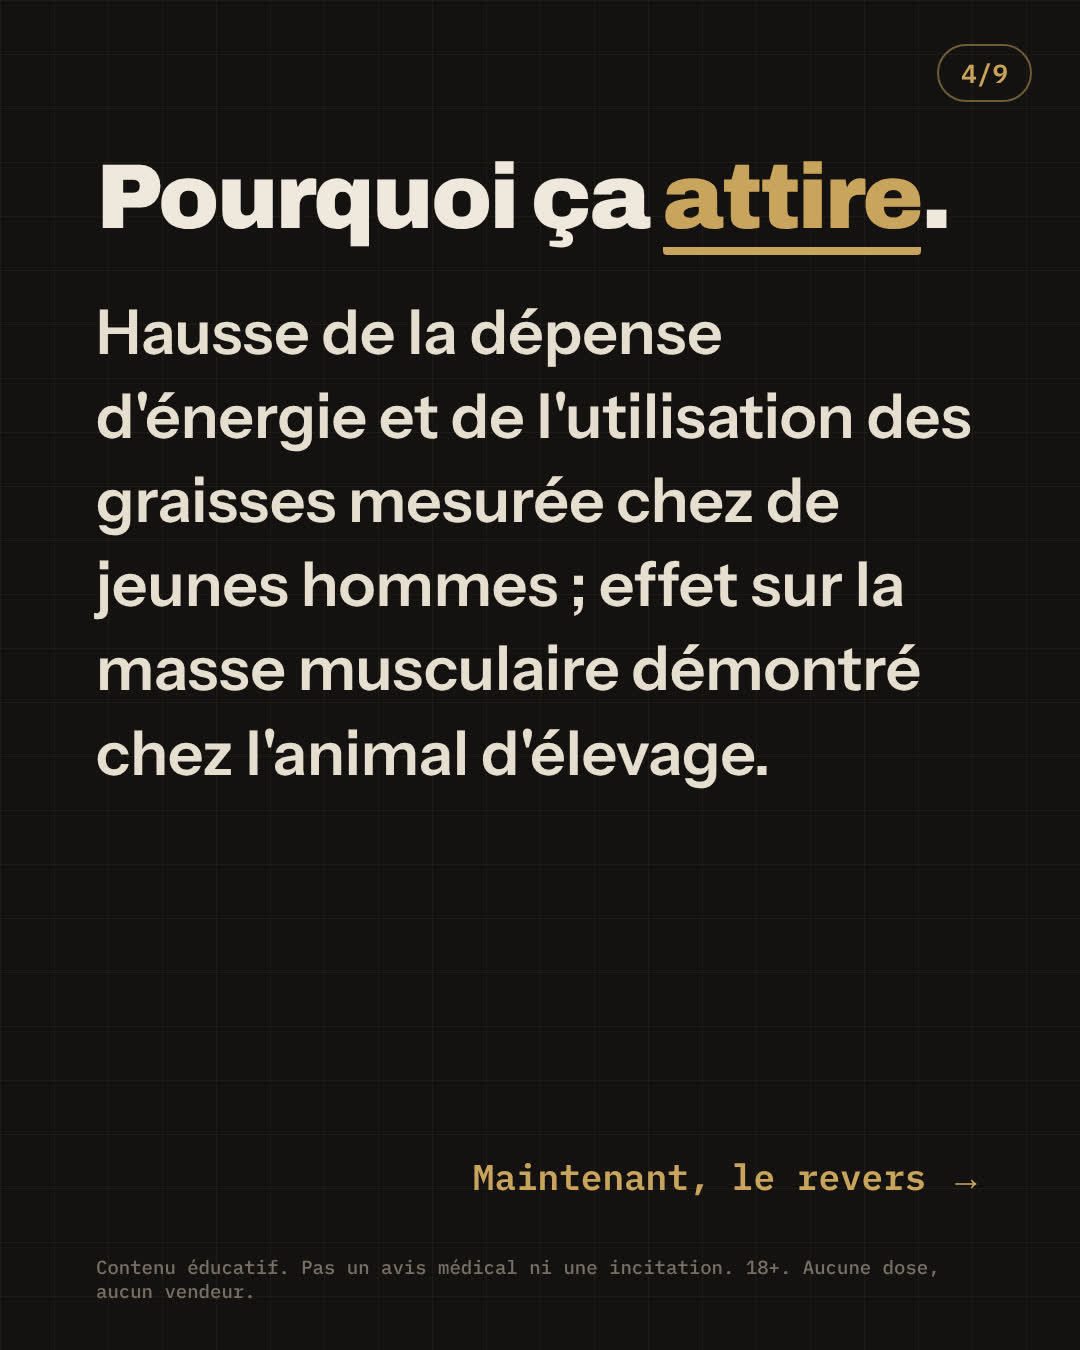 4/9
Pourquoi ça attire.
Hausse de la dépense
d'énergie et de l'utilisation des
graisses mesurée chez de
jeunes hommes ; effet sur la
masse musculaire démontré
chez l'animal d'élevage.
Maintenant, le revers →
Contenu éducatif. Pas un avis médical ni une incitation. 18+. Aucune dose,
aucun vendeur.